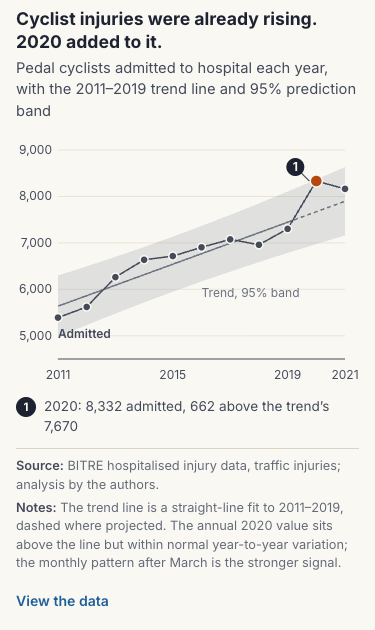 Cyclist injuries were already rising.
2020 added to it.
Pedal cyclists admitted to hospital each year,
with the 2011–2019 trend line and 95% prediction
band
9,000
8,000
7,000
6,000
5,000
1
Trend, 95% band
Admitted
2011
2015
2019
2021
1 2020: 8,332 admitted, 662 above the trend’s
7,670
Source: BITRE hospitalised injury data, traffic injuries;
analysis by the authors.
Notes: The trend line is a straight-line fit to 2011–2019,
dashed where projected. The annual 2020 value sits
above the line but within normal year-to-year variation;
the monthly pattern after March is the stronger signal.
View the data